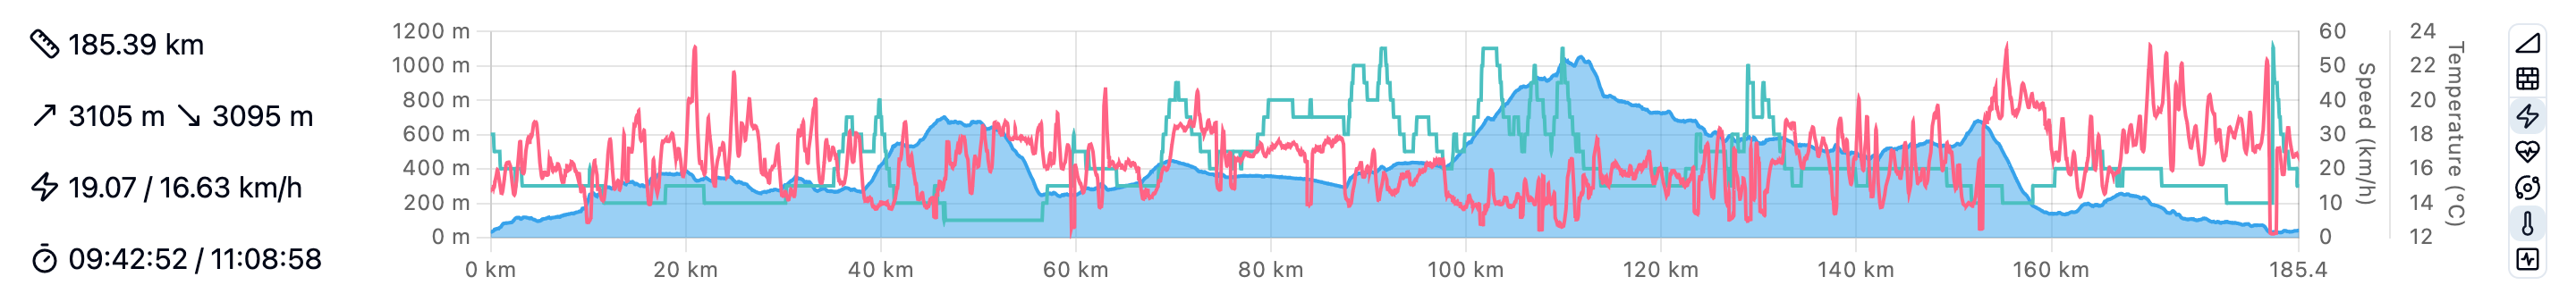 185.39 km
3105 m 3095 m
19.07 / 16.63 km/h
09:42:52 / 11:08:58
1200 m
1000 m
800 m
600 m
400 m
200 m
0 m
0 km 20 km 40 km 60 km 80 km 100 km 120 km 140 km 160 km 185.4
60
50
40
30
20
10
0
Speed (km/h)
24
22
20
18
16
14
12
Temperature (°C)